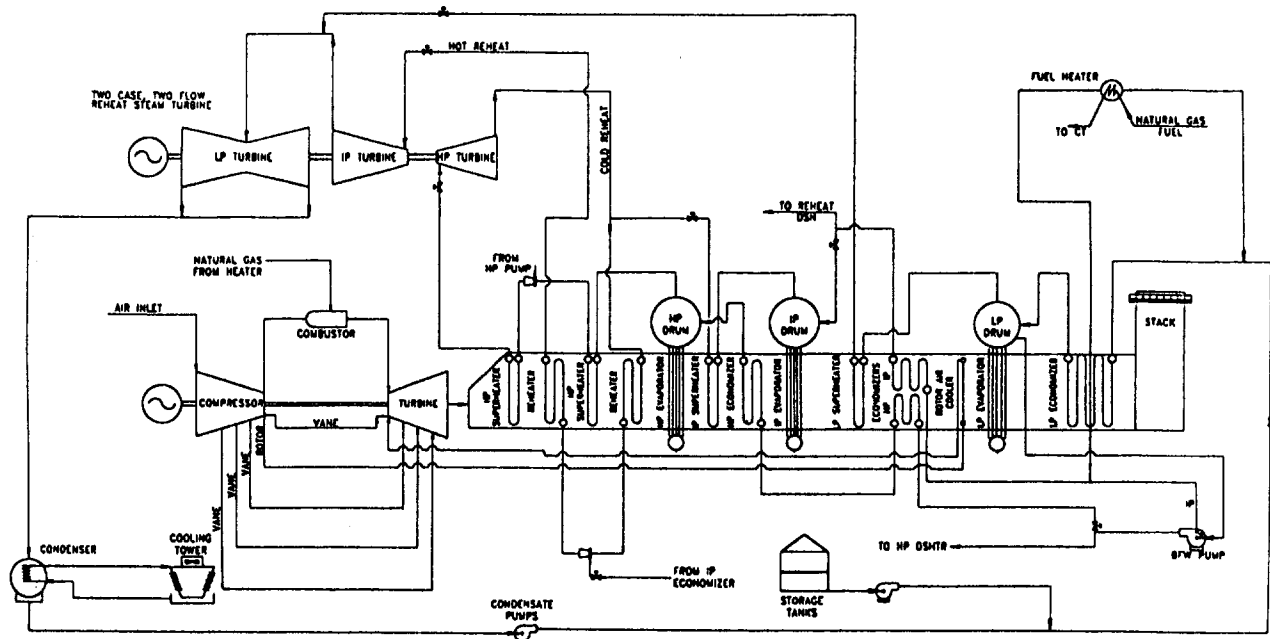 HOT REHEAT
TWO CASE, TWO FLOW
REHEAT STEAM TURBINE
LP TURBINE
IP TURBINE
HP TURBINE
COLD REHEAT
FUEL HEATER
TO CT
NATURAL GAS
FUEL
TO REHEAT
DSH
NATURAL GAS
FROM HEATER
FROM
HP PUMP
AIR INLET
COMBUSTOR
HP
DRUM
IP
DRUM
LP
DRUM
STACK
COMPRESSOR
TURBINE
VANE
ROTOR
VANE
VANE
VANE
HP
SUPERHEATER
REHEATER
HP
SUPERHEATER
REHEATER
HP EVAPORATOR
IP SUPERHEATER
HP ECONOMIZER
IP EVAPORATOR
LP SUPERHEATER
ECONOMIZERS
HP
IP
ROTOR AIR
COOLER
LP EVAPORATOR
LP ECONOMIZER
CONDENSER
COOLING
TOWER
CONDENSATE
PUMPS
FROM IP
ECONOMIZER
STORAGE
TANKS
TO HP DSHTR
IP
BFW PUMP